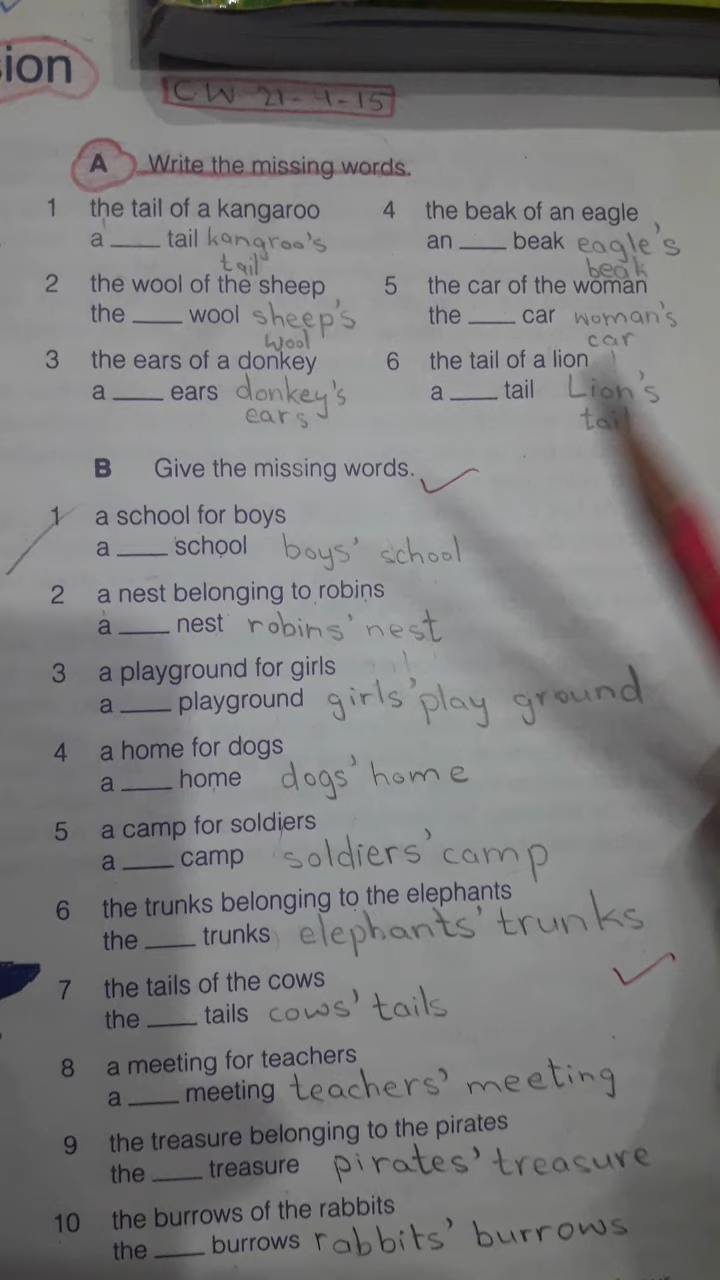 ion
CW 21-4-15
A Write the missing words.
1 the tail of a kangaroo
a ____ tail kangroo's
tail
2 the wool of the sheep
the ____ wool sheep's
wool
3 the ears of a donkey
a ____ ears donkey's
ears
4 the beak of an eagle
an ____ beak eagle's
beak
5 the car of the woman
the ____ car woman's
car
6 the tail of a lion
a ____ tail Lion's
tail
B Give the missing words.
1 a school for boys
a ____ school boys' school
2 a nest belonging to robins
a ____ nest robins' nest
3 a playground for girls
a ____ playground girls' play ground
4 a home for dogs
a ____ home dogs' home
5 a camp for soldiers
a ____ camp soldiers' camp
6 the trunks belonging to the elephants
the ____ trunks elephants' trunks
7 the tails of the cows
the ____ tails cows' tails
8 a meeting for teachers
a ____ meeting teachers' meeting
9 the treasure belonging to the pirates
the ____ treasure pirates' treasure
10 the burrows of the rabbits
the ____ burrows rabbits' burrows